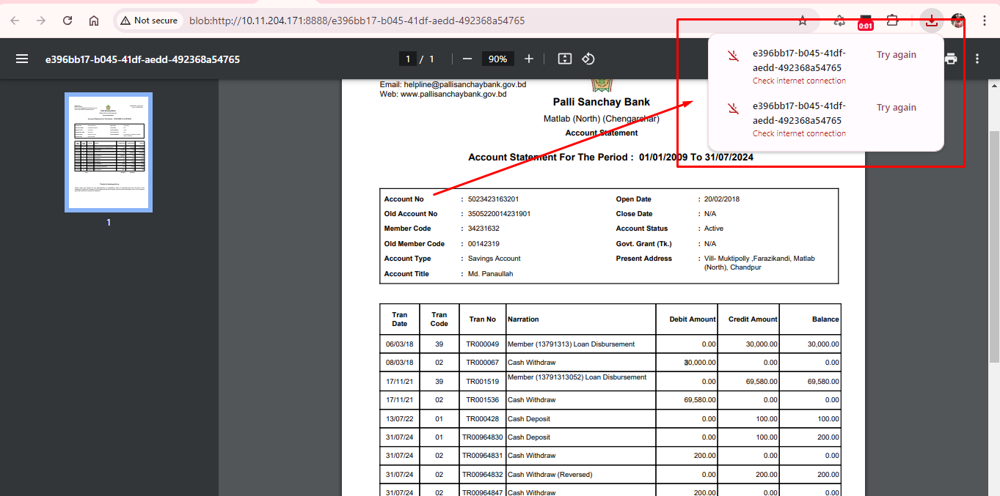 Not secure
blob:http://10.11.204.171:8888/e396bb17-b045-41df-aedd-492368a54765
0:01
e396bb17-b045-41df-aedd-492368a54765
1 / 1
90%
e396bb17-b045-41df-
aedd-492368a54765
Try again
Check internet connection
e396bb17-b045-41df-
aedd-492368a54765
Try again
Check internet connection
1
Email: helpline@pallisanchaybank.gov.bd
Web: www.pallisanchaybank.gov.bd
Palli Sanchay Bank
Matlab (North) (Chengarchar)
Account Statement
Account Statement For The Period : 01/01/2009 To 31/07/2024
Account No : 5023423163201 Open Date : 20/02/2018
Old Account No : 3505220014231901 Close Date : N/A
Member Code : 34231632 Account Status : Active
Old Member Code : 00142319 Govt. Grant (Tk.) : N/A
Account Type : Savings Account Present Address : Vill- Muktipolly ,Farazikandi, Matlab
(North), Chandpur
Account Title : Md. Panaullah
Tran Date Tran Code Tran No Narration Debit Amount Credit Amount Balance
06/03/18 39 TR000049 Member (13791313) Loan Disbursement 0.00 30,000.00 30,000.00
08/03/18 02 TR000067 Cash Withdraw 30,000.00 0.00 0.00
17/11/21 39 TR001519 Member (13791313052) Loan Disbursement 0.00 69,580.00 69,580.00
17/11/21 02 TR001536 Cash Withdraw 69,580.00 0.00 0.00
13/07/22 01 TR000428 Cash Deposit 0.00 100.00 100.00
31/07/24 01 TR00964830 Cash Deposit 0.00 100.00 200.00
31/07/24 02 TR00964831 Cash Withdraw 200.00 0.00 0.00
31/07/24 02 TR00964832 Cash Withdraw (Reversed) 0.00 200.00 200.00
31/07/24 02 TR00964847 Cash Withdraw 200.00 0.00 0.00